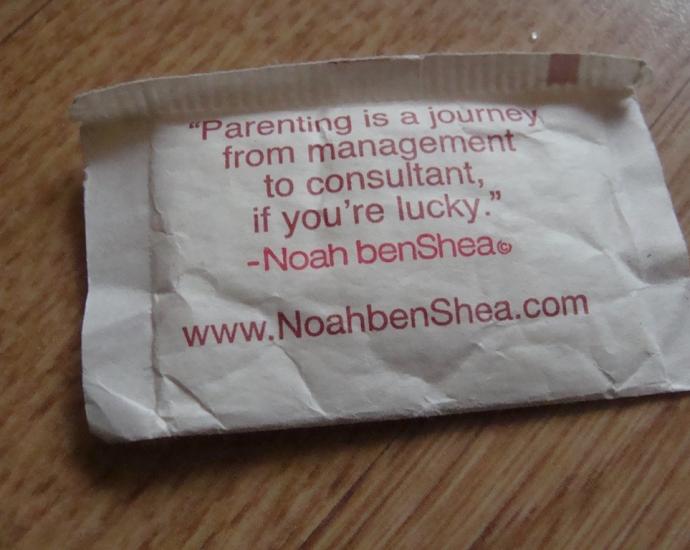 “Parenting is a journey
from management
to consultant,
if you're lucky.”
-Noah benShea©
www.NoahbenShea.com